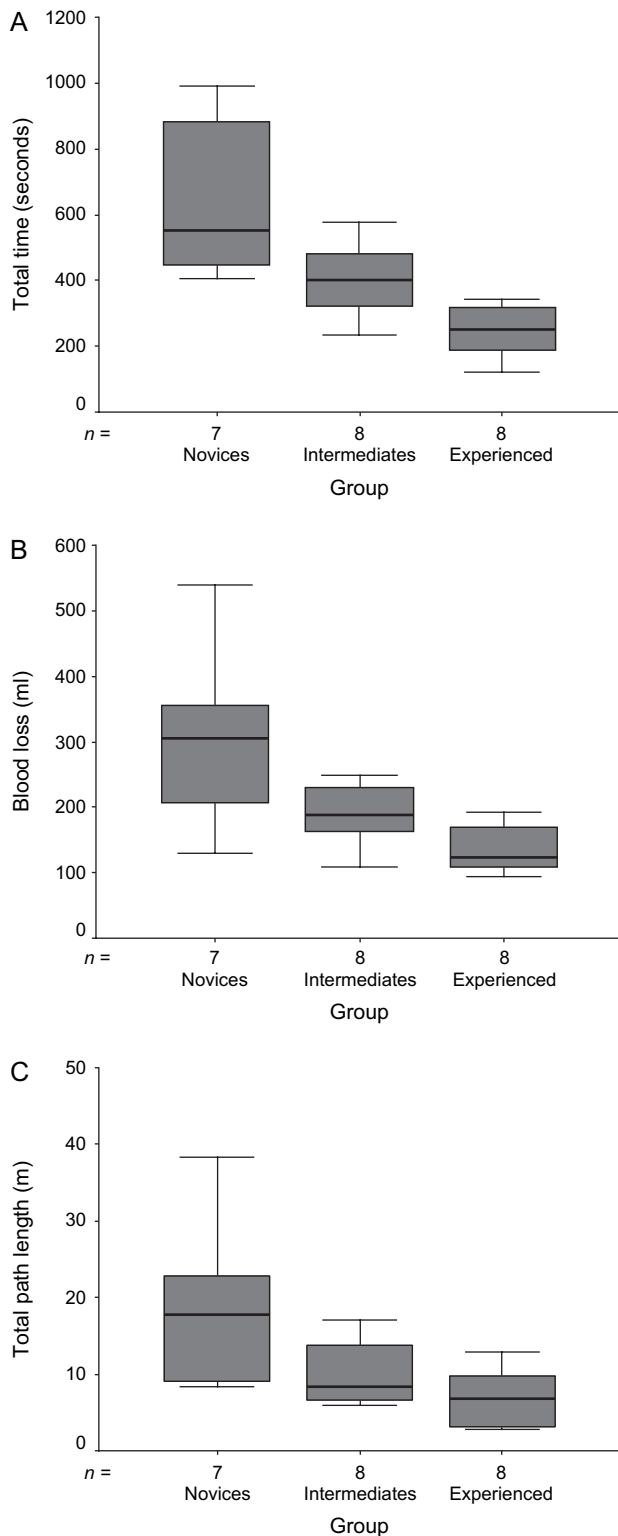 A
Total time (seconds)
1200
1000
800
600
400
200
0
n = 7 8 8
Novices Intermediates Experienced
Group
B
Blood loss (ml)
600
500
400
300
200
100
0
n = 7 8 8
Novices Intermediates Experienced
Group
C
Total path length (m)
50
40
30
20
10
0
n = 7 8 8
Novices Intermediates Experienced
Group